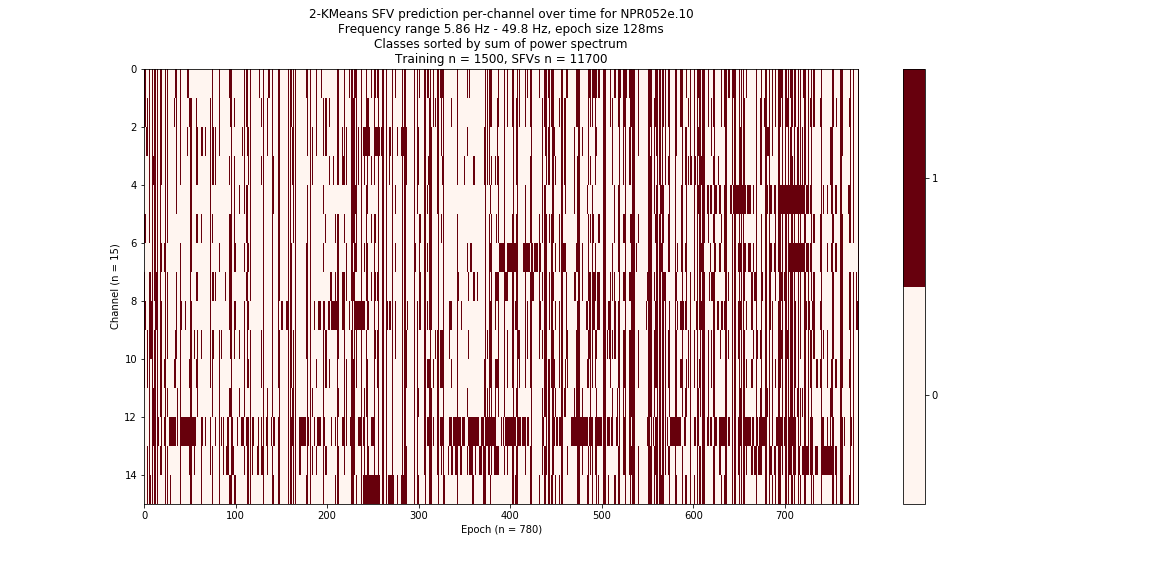 2-KMeans SFV prediction per-channel over time for NPR052e.10
Frequency range 5.86 Hz - 49.8 Hz, epoch size 128ms
Classes sorted by sum of power spectrum
Training n = 1500, SFVs n = 11700
0
2
4
6
8
10
12
14
Channel (n = 15)
0 100 200 300 400 500 600 700
Epoch (n = 780)
1
0